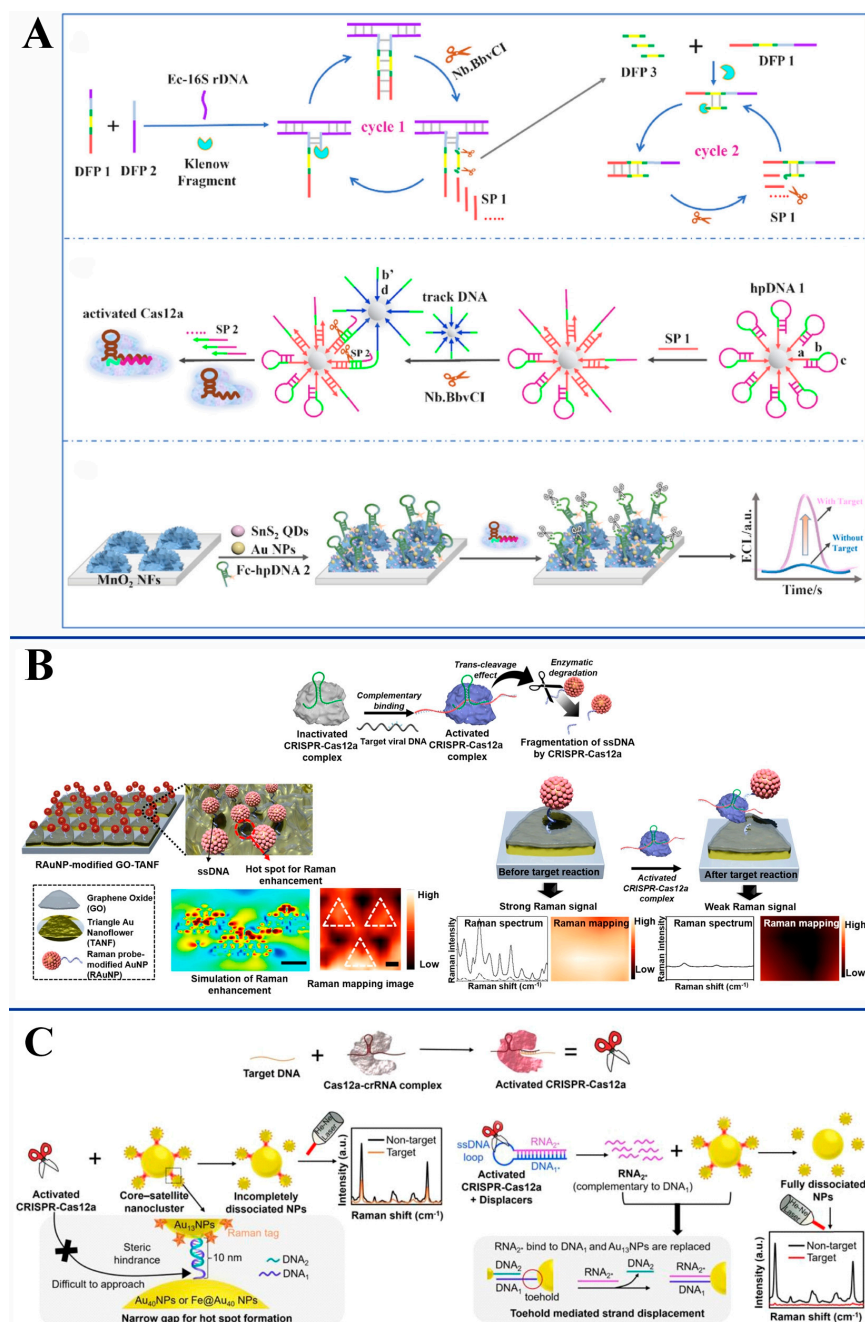 A
Ec-16S rDNA
Nb.BbvCI
DFP 3
DFP 1
+
+
cycle 1
cycle 2
DFP 1
DFP 2
Klenow
Fragment
SP 1
SP 1
activated Cas12a
SP 2
b'
d
track DNA
SP 2
Nb.BbvCI
SP 1
hpDNA 1
a
b
c
MnO2 NFs
SnS2 QDs
Au NPs
Fc-hpDNA 2
ECL/a.u.
With Target
Without
Target
Time/s
B
Inactivated
CRISPR-Cas12a
complex
Complementary
binding
Target viral DNA
Trans-cleavage
effect
Activated
CRISPR-Cas12a
complex
Enzymatic
degradation
Fragmentation of ssDNA
by CRISPR-Cas12a
RAuNP-modified GO-TANF
ssDNA
Hot spot for Raman
enhancement
Graphene Oxide
(GO)
Triangle Au
Nanoflower
(TANF)
Raman probe-
modified AuNP
(RAuNP)
Simulation of Raman
enhancement
Raman mapping image
High
Low
Before target reaction
Activated
CRISPR-Cas12a
complex
After target reaction
Strong Raman signal
Weak Raman signal
Raman intensity
Raman spectrum
Raman shift (cm-1)
Raman mapping
High
Low
Raman intensity
Raman spectrum
Raman shift (cm-1)
Raman mapping
High
Low
C
Target DNA
+
Cas12a-crRNA complex
Activated CRISPR-Cas12a
=
Activated
CRISPR-Cas12a
+
Core–satellite
nanocluster
Incompletely
dissociated NPs
He-Ne
Laser
Intensity (a.u.)
Non-target
Target
Raman shift (cm-1)
Au13NPs
Raman tag
Steric
hindrance
~10 nm
DNA2
DNA1
Difficult to approach
Au40NPs or Fe@Au40 NPs
Narrow gap for hot spot formation
ssDNA
loop
RNA2*
DNA1*
Activated
CRISPR-Cas12a
+ Displacers
RNA2*
(complementary to DNA1)
+
Fully dissociated
NPs
He-Ne
Laser
RNA2* bind to DNA1 and Au13NPs are replaced
DNA2
DNA1
toehold
RNA2*
DNA2
RNA2*
DNA1
Toehold mediated strand displacement
Intensity (a.u.)
Non-target
Target
Raman shift (cm-1)